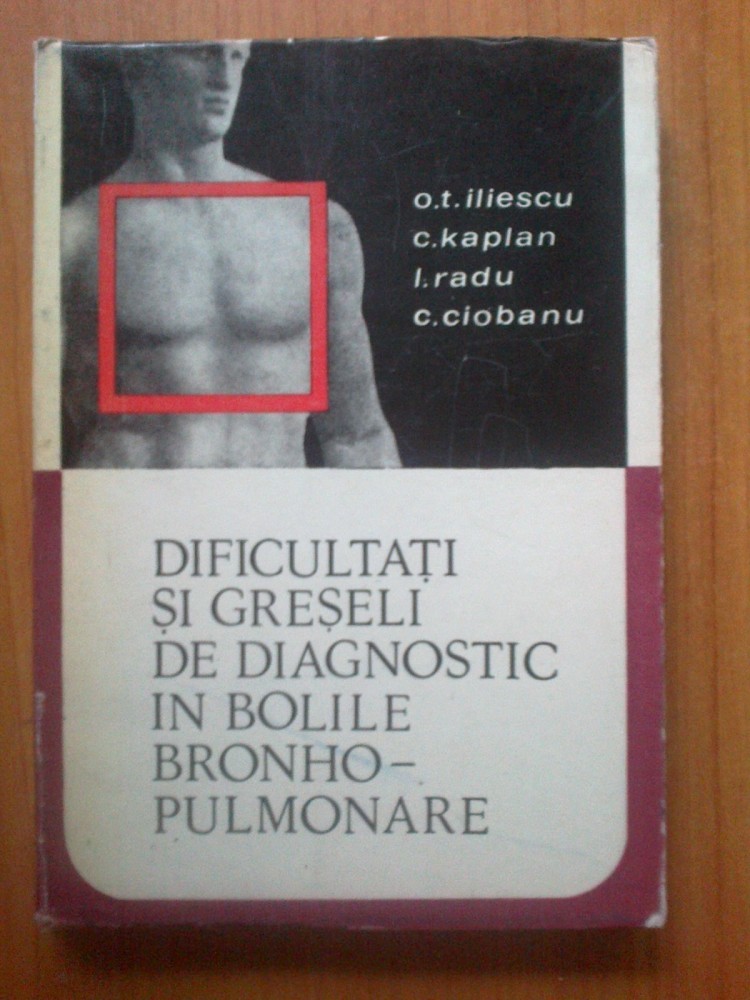 o.t.iliescu
c.kaplan
l.radu
c.ciobanu
DIFICULTAȚI
ȘI GREȘELI
DE DIAGNOSTIC
IN BOLILE
BRONHO-
PULMONARE